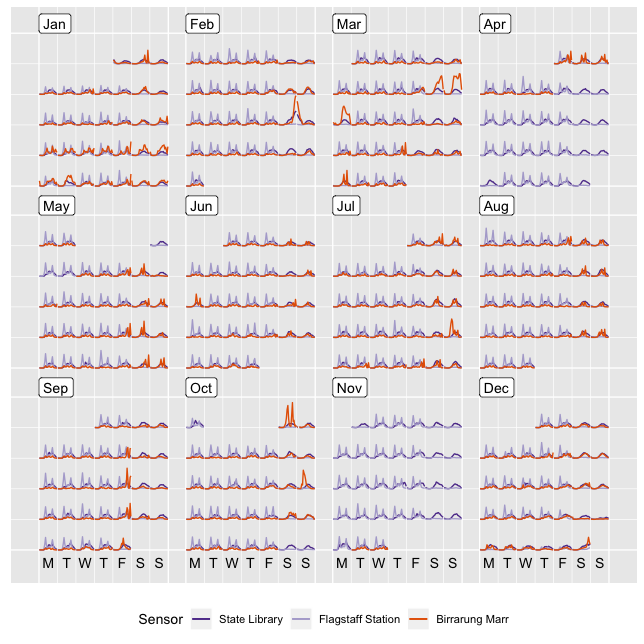 Jan Feb Mar Apr
May Jun Jul Aug
Sep Oct Nov Dec
M T W T F S S M T W T F S S M T W T F S S M T W T F S S
Sensor State Library Flagstaff Station Birrarung Marr